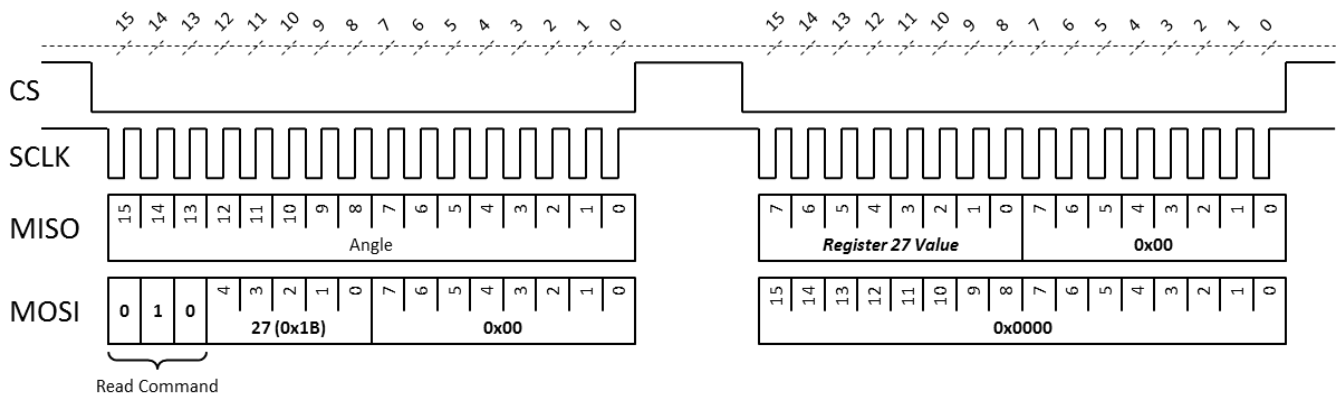 15 14 13 12 11 10 9 8 7 6 5 4 3 2 1 0 15 14 13 12 11 10 9 8 7 6 5 4 3 2 1 0
CS
SCLK
MISO
15 14 13 12 11 10 9 8 7 6 5 4 3 2 1 0 7 6 5 4 3 2 1 0 7 6 5 4 3 2 1 0
Angle Register 27 Value 0x00
MOSI
0 1 0 4 3 2 1 0 7 6 5 4 3 2 1 0 15 14 13 12 11 10 9 8 7 6 5 4 3 2 1 0
27 (0x1B) 0x00 0x0000
Read Command